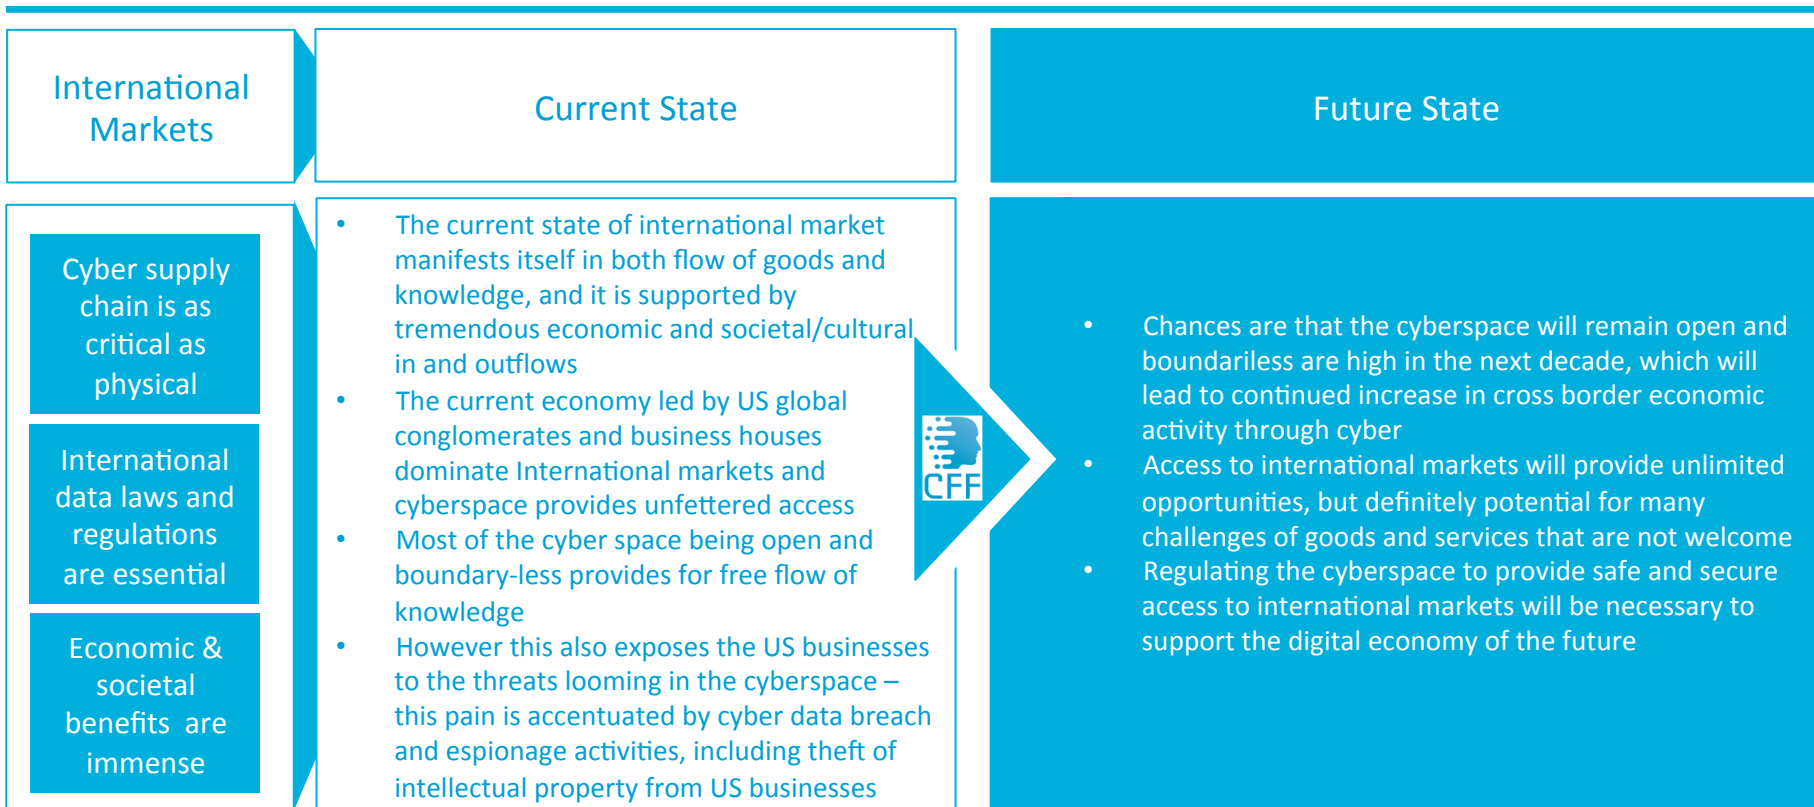 International
Markets
Current State
Future State
Cyber supply
chain is as
critical as
physical
International
data laws and
regulations
are essential
Economic &
societal
benefits are
immense
• The current state of international market
manifests itself in both flow of goods and
knowledge, and it is supported by
tremendous economic and societal/cultural
in and outflows
• The current economy led by US global
conglomerates and business houses
dominate International markets and
cyberspace provides unfettered access
• Most of the cyber space being open and
boundary-less provides for free flow of
knowledge
• However this also exposes the US businesses
to the threats looming in the cyberspace –
this pain is accentuated by cyber data breach
and espionage activities, including theft of
intellectual property from US businesses
CFF
• Chances are that the cyberspace will remain open and
boundariless are high in the next decade, which will
lead to continued increase in cross border economic
activity through cyber
• Access to international markets will provide unlimited
opportunities, but definitely potential for many
challenges of goods and services that are not welcome
• Regulating the cyberspace to provide safe and secure
access to international markets will be necessary to
support the digital economy of the future